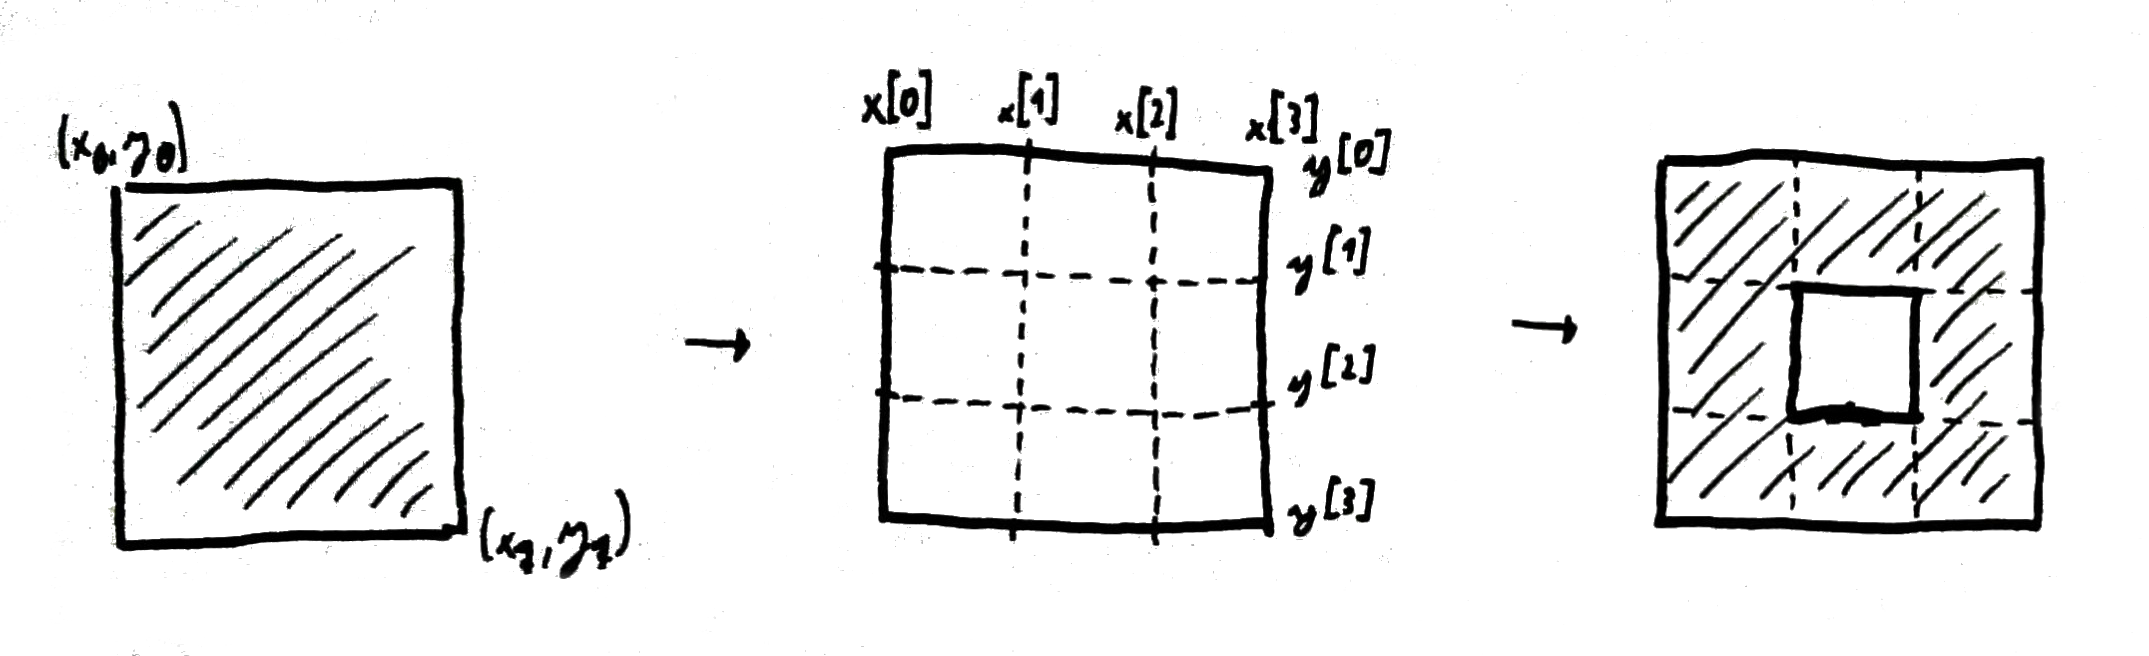 (x₀,y₀)
(x₁,y₁)
x[0] x[1] x[2] x[3]
y[0]
y[1]
y[2]
y[3]